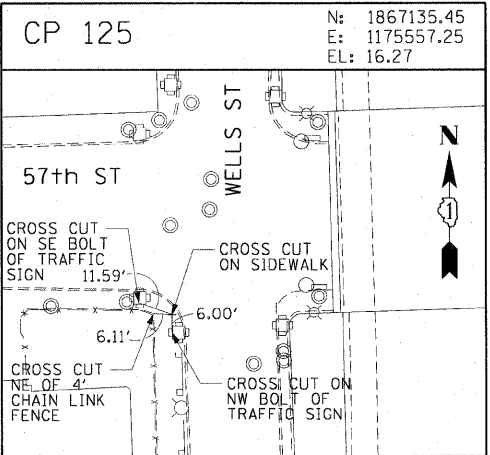 CP 125
N: 1867135.45
E: 1175557.25
EL: 16.27
WELLS ST
N
57th ST
1
CROSS CUT
ON SE BOLT
OF TRAFFIC
SIGN
11.59'
CROSS CUT
ON SIDEWALK
6.00'
6.11'
CROSS CUT
NE OF 4'
CHAIN LINK
FENCE
CROSS CUT ON
NW BOLT OF
TRAFFIC SIGN